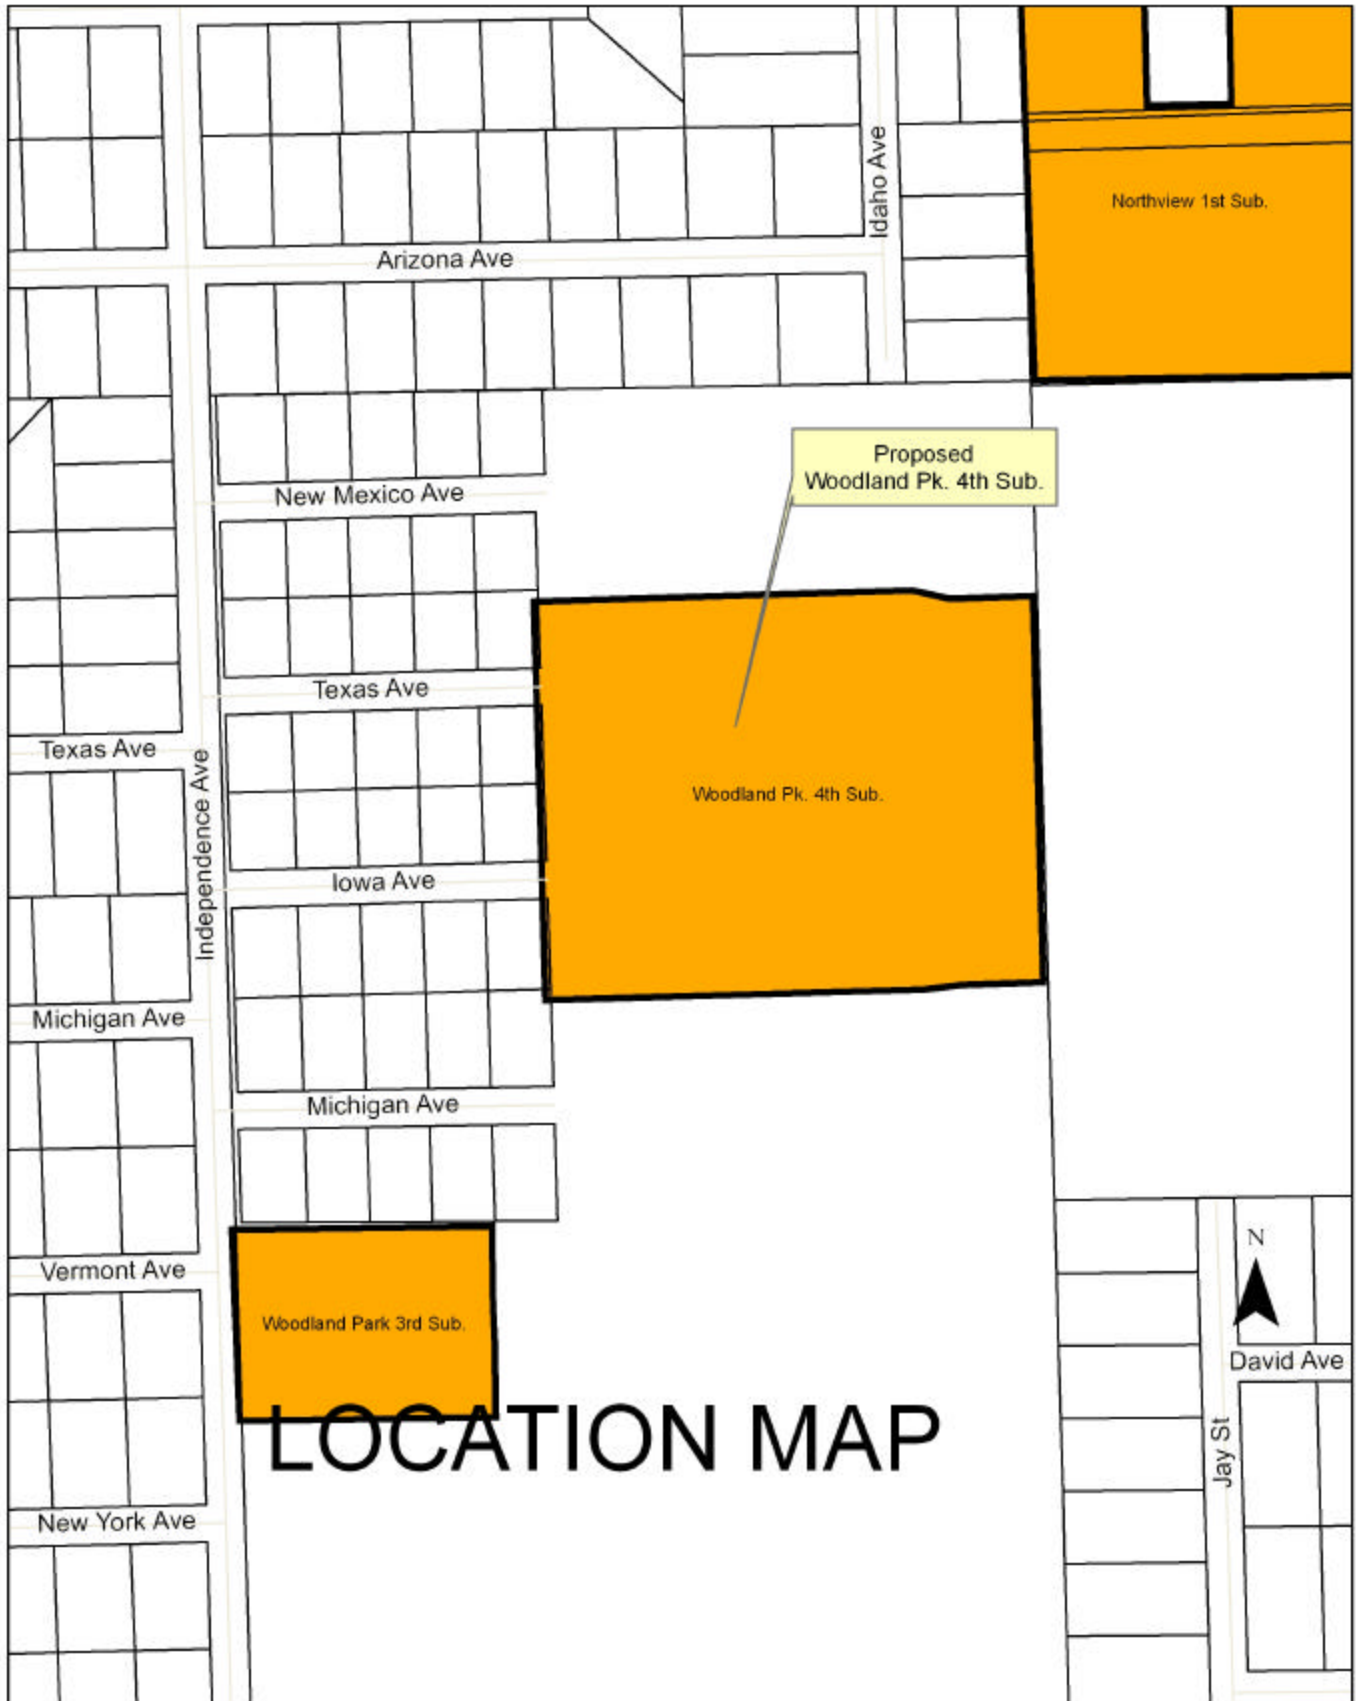 Idaho Ave
Northview 1st Sub.
Arizona Ave
Proposed
Woodland Pk. 4th Sub.
New Mexico Ave
Texas Ave
Texas Ave
Independence Ave
Woodland Pk. 4th Sub.
Iowa Ave
Michigan Ave
Michigan Ave
N
Vermont Ave
Woodland Park 3rd Sub.
David Ave
LOCATION MAP
Jay St
New York Ave